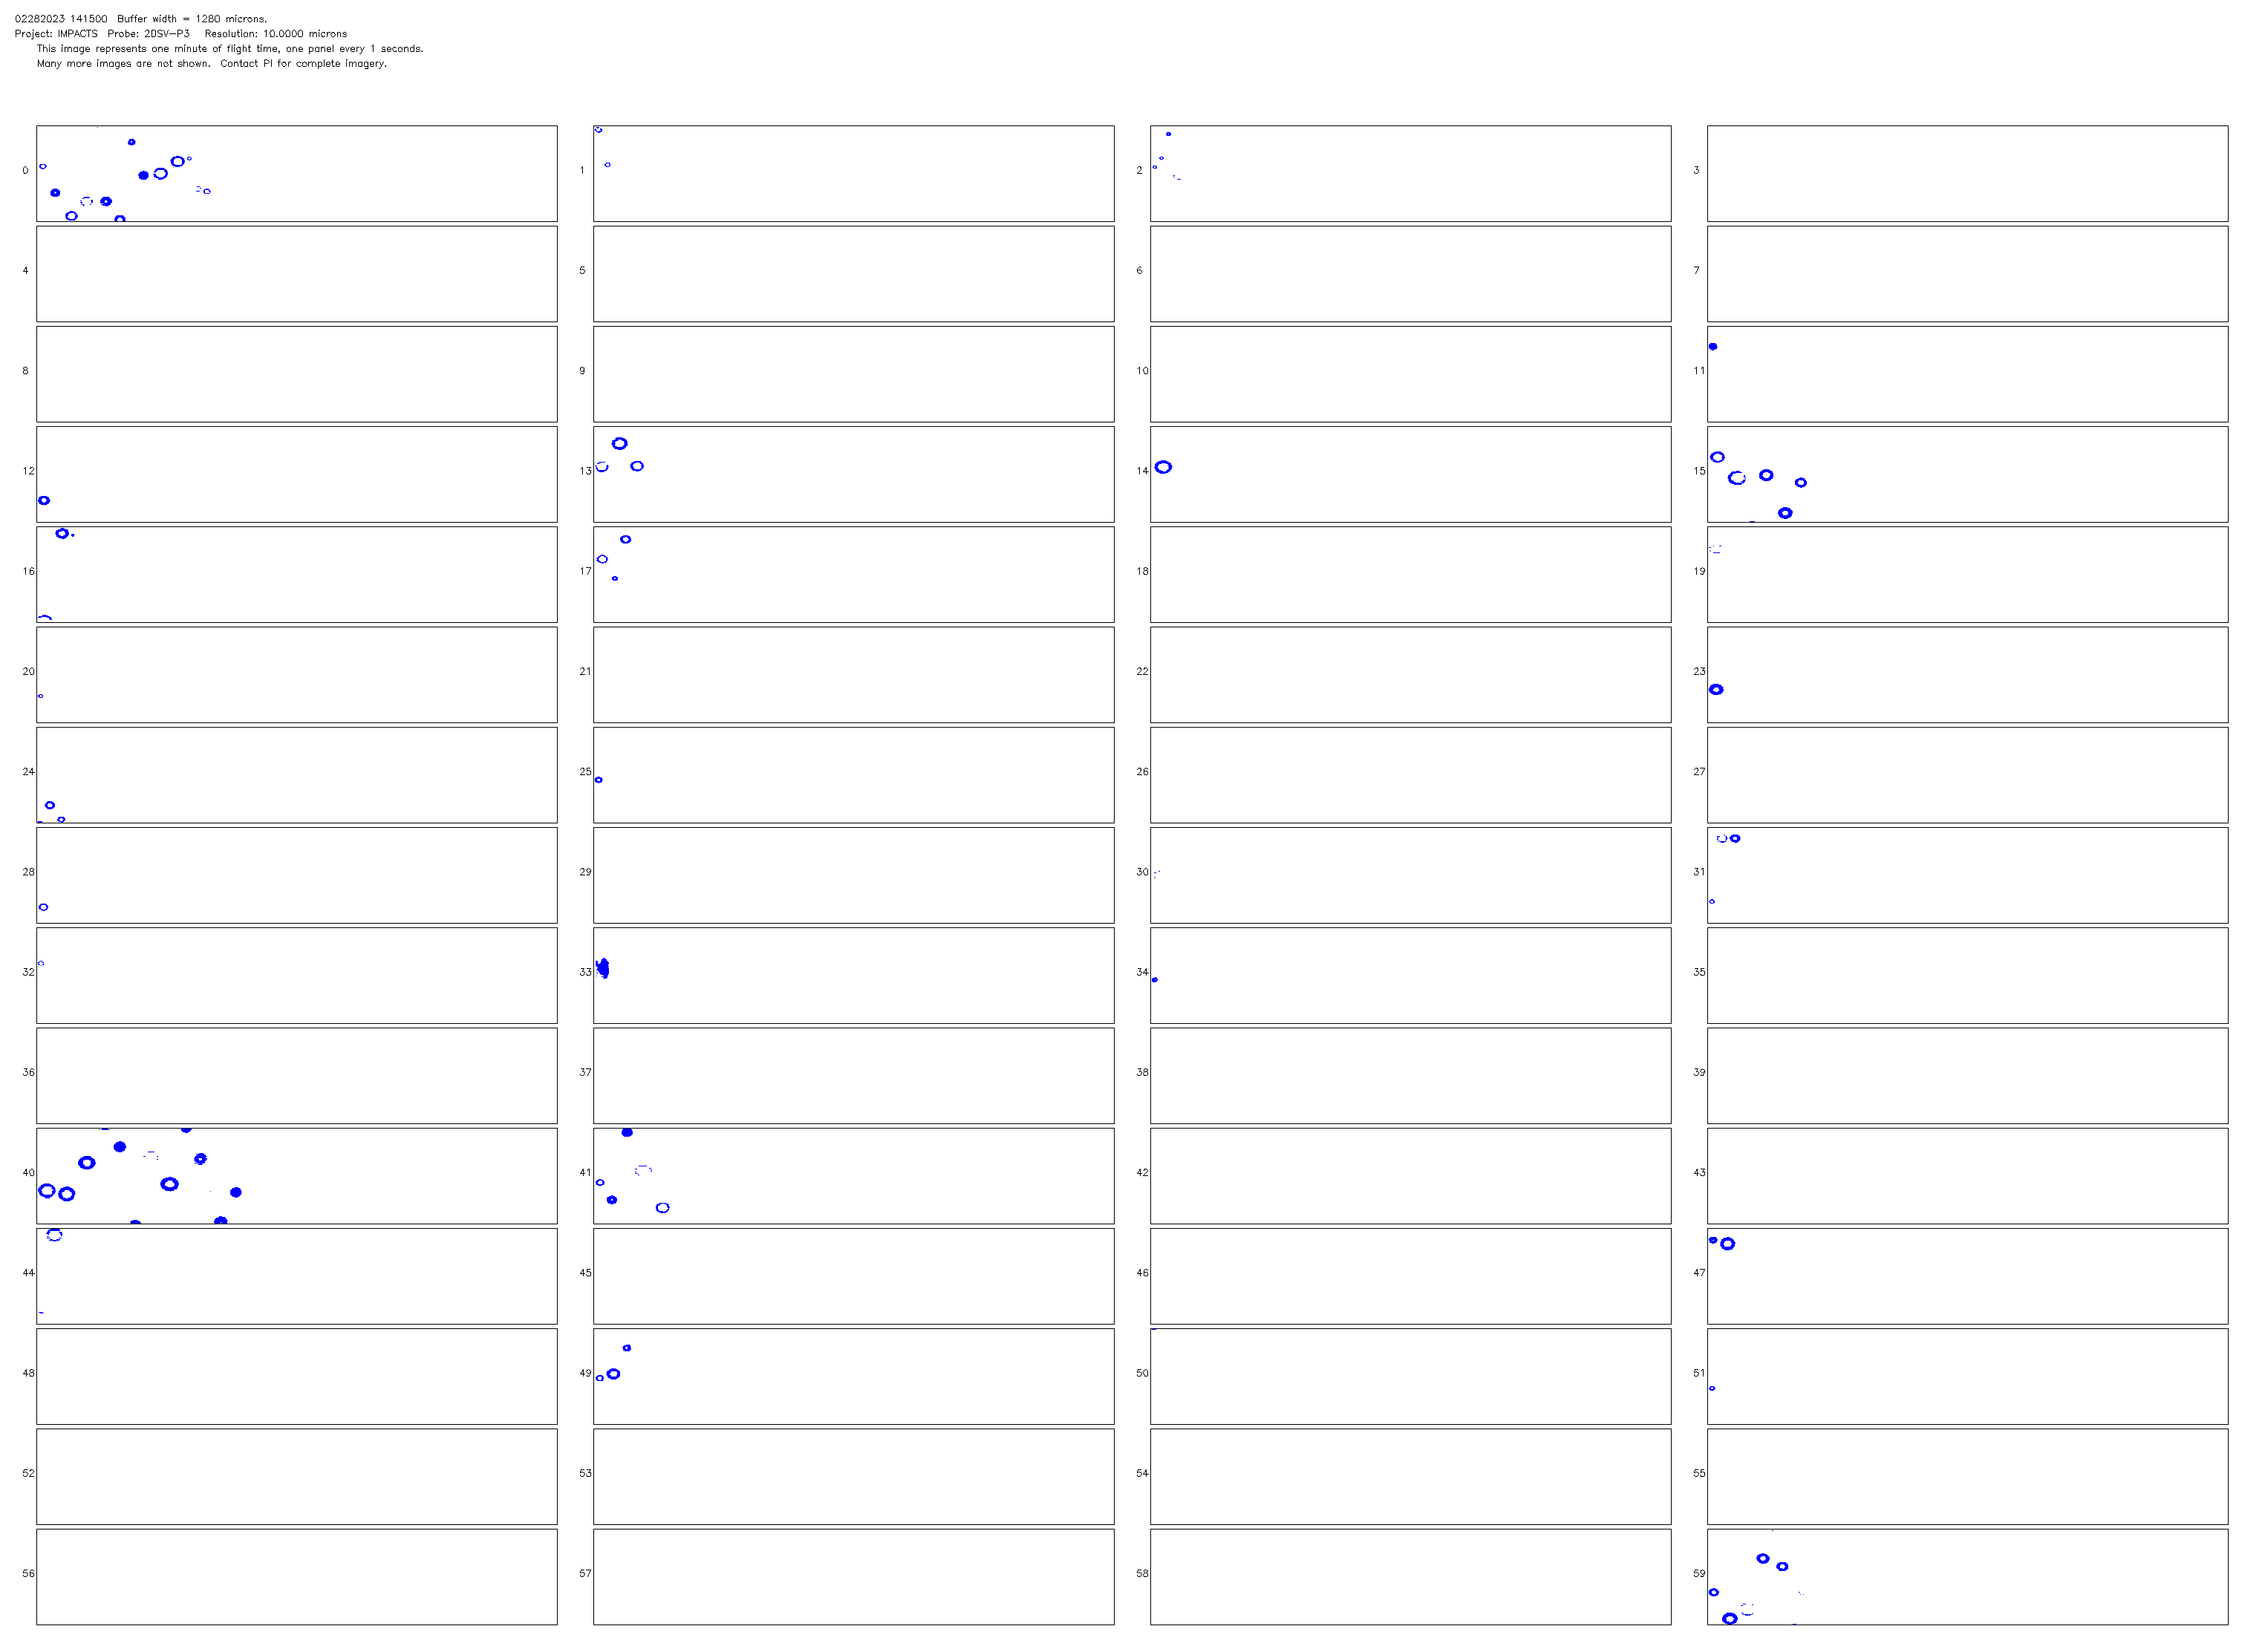 02282023 141500  Buffer width = 1280 microns.
Project: IMPACTS  Probe: 2DSV-P3   Resolution: 10.0000 microns
This image represents one minute of flight time, one panel every 1 seconds.
Many more images are not shown.  Contact PI for complete imagery.
0 1 2 3
4 5 6 7
8 9 10 11
12 13 14 15
16 17 18 19
20 21 22 23
24 25 26 27
28 29 30 31
32 33 34 35
36 37 38 39
40 41 42 43
44 45 46 47
48 49 50 51
52 53 54 55
56 57 58 59